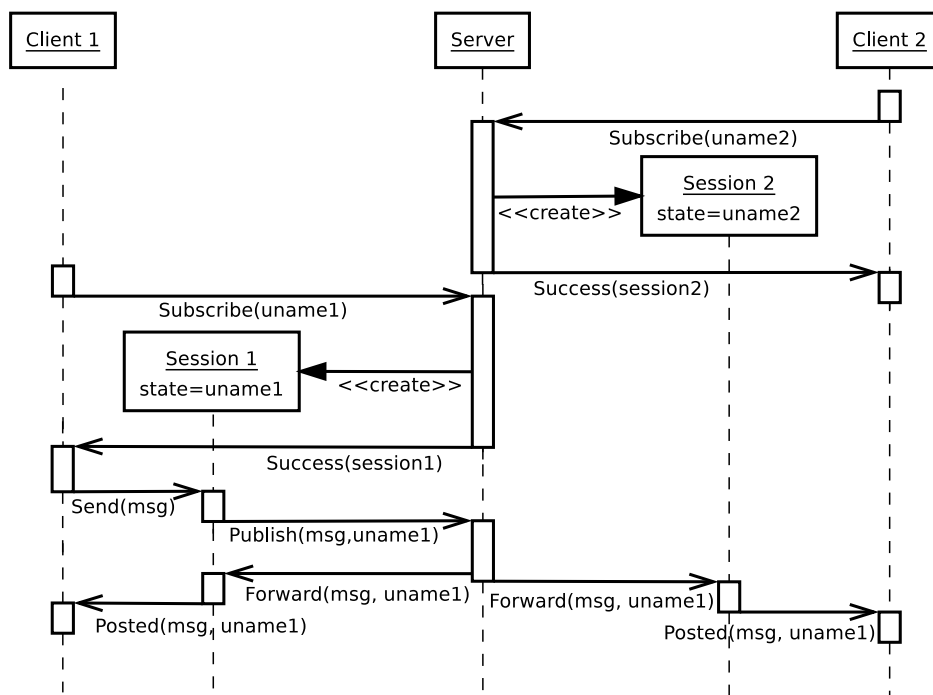 Client 1
Server
Client 2
Subscribe(uname2)
Session 2
state=uname2
<<create>>
Success(session2)
Subscribe(uname1)
Session 1
state=uname1
<<create>>
Success(session1)
Send(msg)
Publish(msg,uname1)
Forward(msg, uname1)
Forward(msg, uname1)
Posted(msg, uname1)
Posted(msg, uname1)